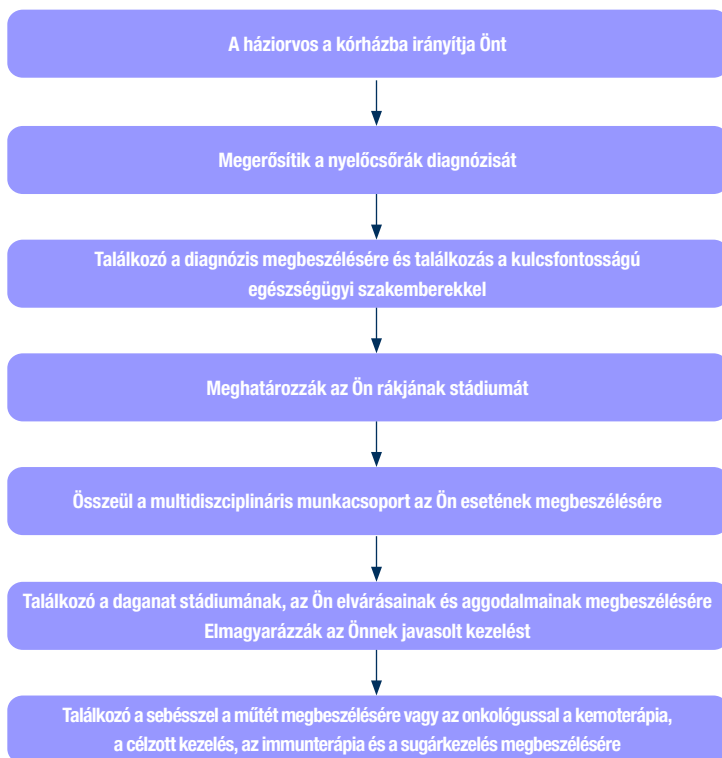 A háziorvos a kórházba irányítja Önt
Megerősítik a nyelőcsőrák diagnózisát
Találkozó a diagnózis megbeszélésére és találkozás a kulcsfontosságú
egészségügyi szakemberekkel
Meghatározzák az Ön rákjának stádiumát
Összeül a multidiszciplináris munkacsoport az Ön esetének megbeszélésére
Találkozó a daganat stádiumának, az Ön elvárásainak és aggodalmainak megbeszélésére
Elmagyarázzák az Önnek javasolt kezelést
Találkozó a sebésszel a műtét megbeszélésére vagy az onkológussal a kemoterápia,
a célzott kezelés, az immunterápia és a sugárkezelés megbeszélésére